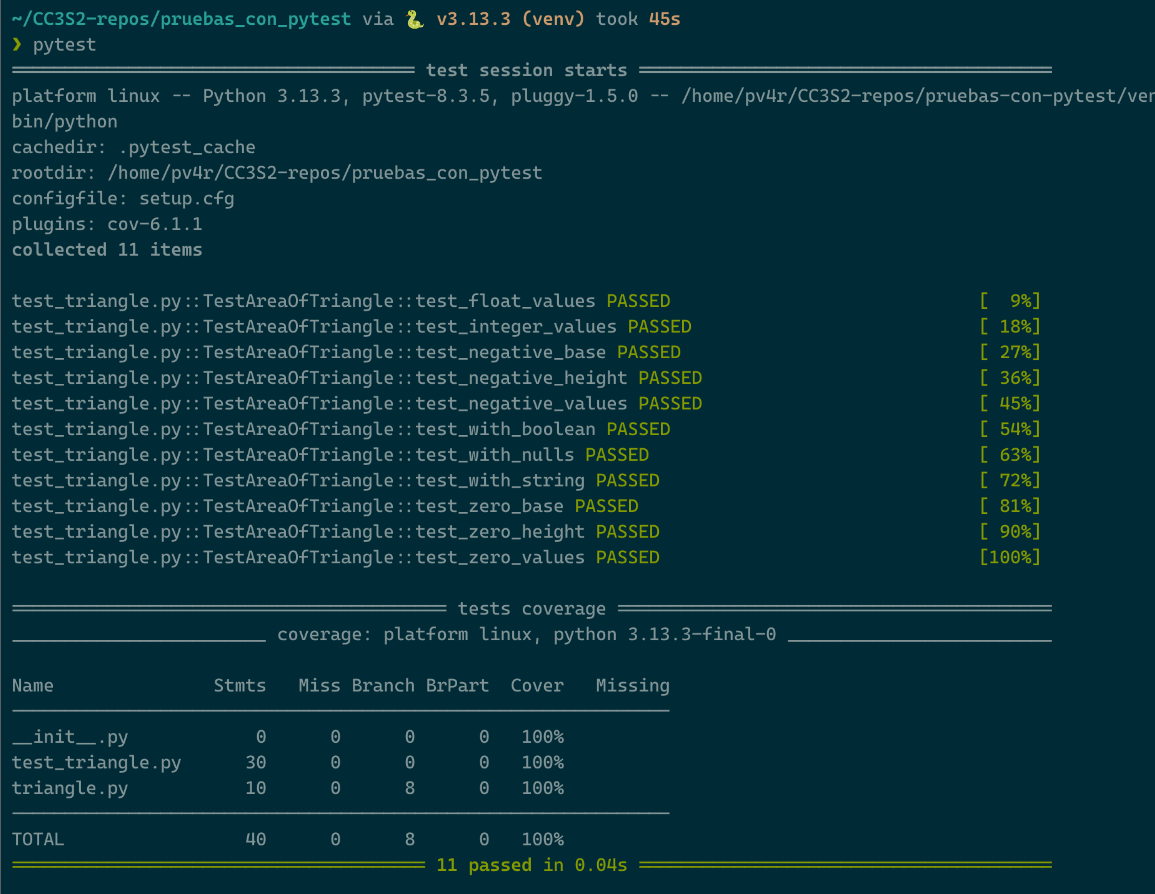 ~/CC3S2-repos/pruebas_con_pytest via 🐍 v3.13.3 (venv) took 45s
❯ pytest
test session starts
platform linux -- Python 3.13.3, pytest-8.3.5, pluggy-1.5.0 -- /home/pv4r/CC3S2-repos/pruebas-con-pytest/ven
bin/python
cachedir: .pytest_cache
rootdir: /home/pv4r/CC3S2-repos/pruebas_con_pytest
configfile: setup.cfg
plugins: cov-6.1.1
collected 11 items
test_triangle.py::TestAreaOfTriangle::test_float_values PASSED [  9%]
test_triangle.py::TestAreaOfTriangle::test_integer_values PASSED [ 18%]
test_triangle.py::TestAreaOfTriangle::test_negative_base PASSED [ 27%]
test_triangle.py::TestAreaOfTriangle::test_negative_height PASSED [ 36%]
test_triangle.py::TestAreaOfTriangle::test_negative_values PASSED [ 45%]
test_triangle.py::TestAreaOfTriangle::test_with_boolean PASSED [ 54%]
test_triangle.py::TestAreaOfTriangle::test_with_nulls PASSED [ 63%]
test_triangle.py::TestAreaOfTriangle::test_with_string PASSED [ 72%]
test_triangle.py::TestAreaOfTriangle::test_zero_base PASSED [ 81%]
test_triangle.py::TestAreaOfTriangle::test_zero_height PASSED [ 90%]
test_triangle.py::TestAreaOfTriangle::test_zero_values PASSED [100%]
tests coverage
coverage: platform linux, python 3.13.3-final-0
Name Stmts Miss Branch BrPart Cover Missing
__init__.py 0 0 0 0 100%
test_triangle.py 30 0 0 0 100%
triangle.py 10 0 8 0 100%
TOTAL 40 0 8 0 100%
11 passed in 0.04s